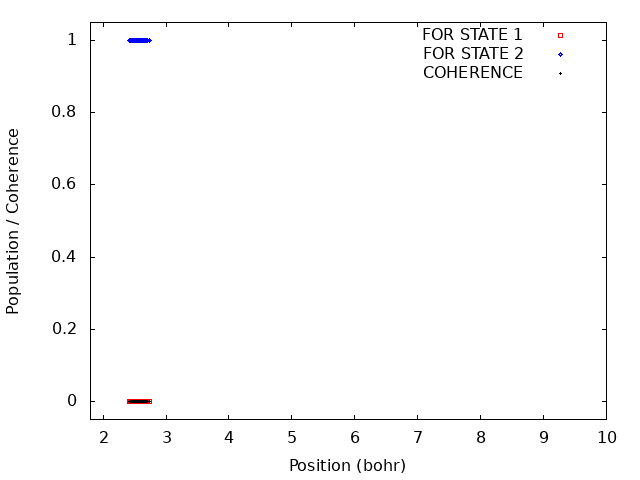 FOR STATE 1
FOR STATE 2
COHERENCE
1
0.8
0.6
0.4
0.2
0
Population / Coherence
2 3 4 5 6 7 8 9 10
Position (bohr)